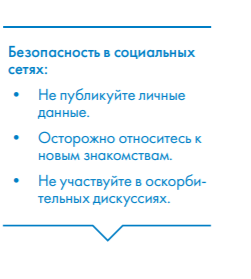 Безопасность в социальных
сетях:
• Не публикуйте личные
данные.
• Осторожно относитесь к
новым знакомствам.
• Не участвуйте в оскорби-
тельных дискуссиях.